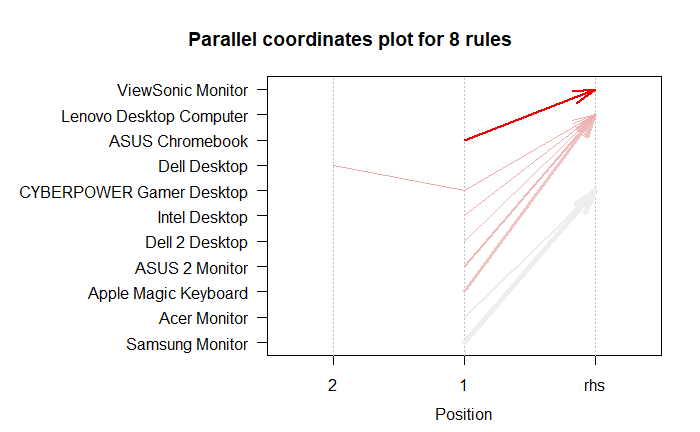 Parallel coordinates plot for 8 rules
ViewSonic Monitor
Lenovo Desktop Computer
ASUS Chromebook
Dell Desktop
CYBERPOWER Gamer Desktop
Intel Desktop
Dell 2 Desktop
ASUS 2 Monitor
Apple Magic Keyboard
Acer Monitor
Samsung Monitor
2 1 rhs
Position